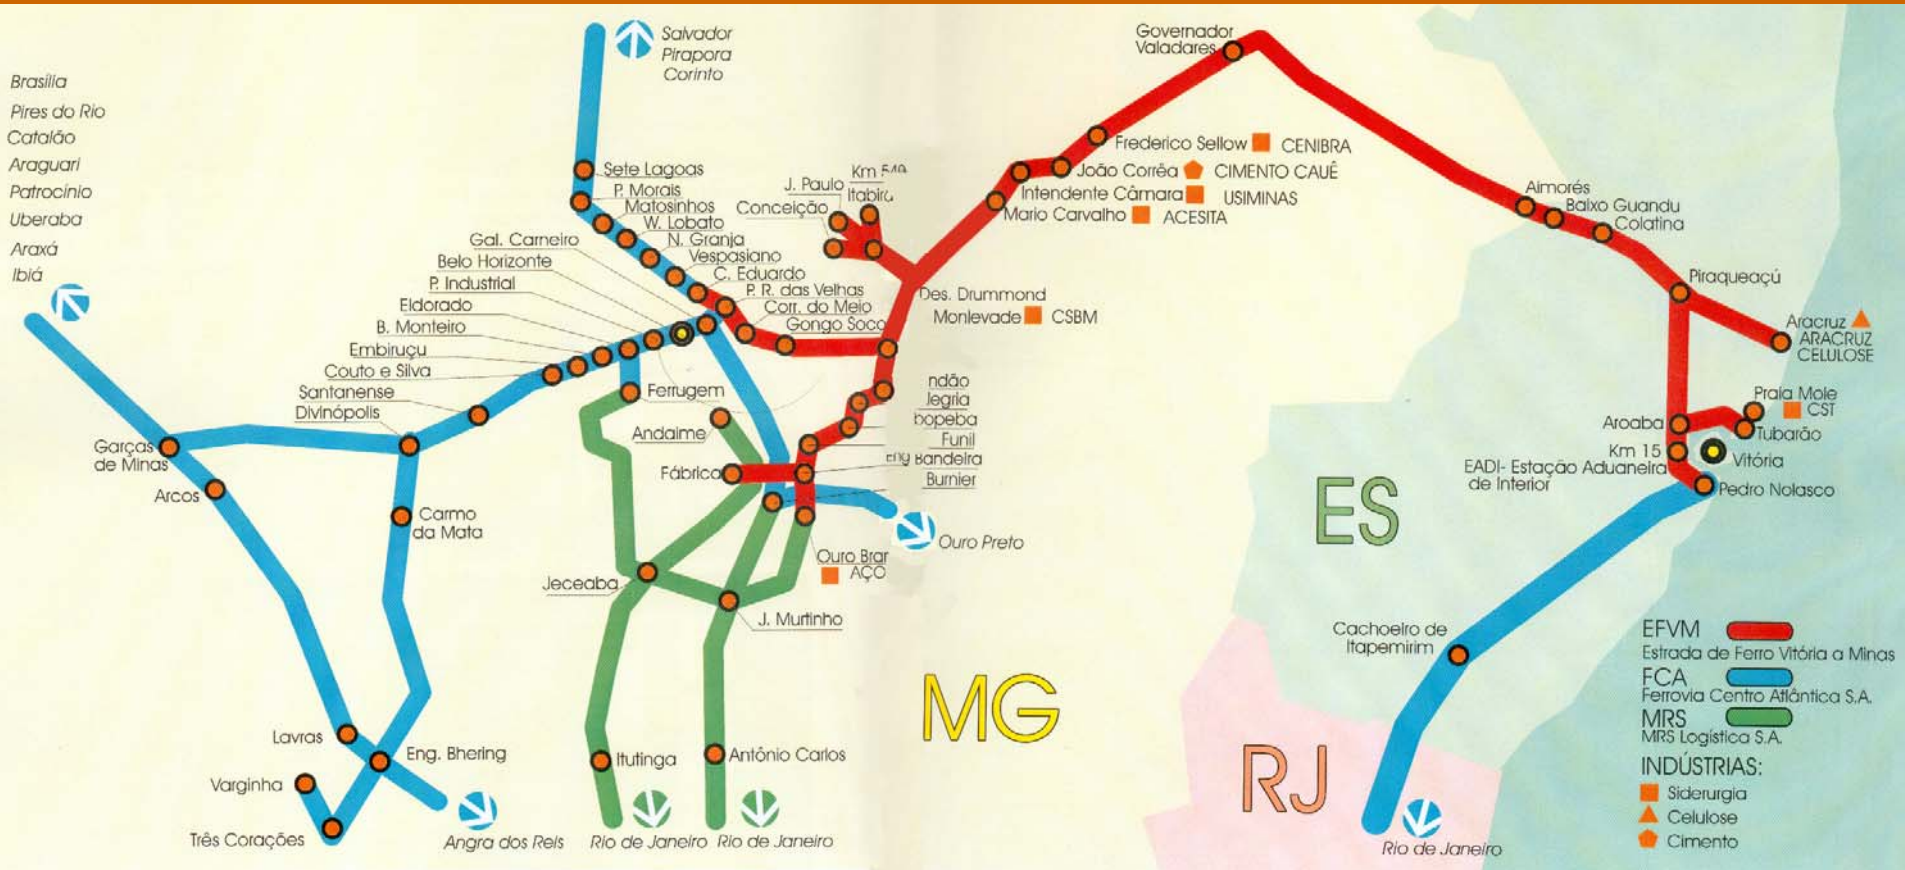 Brasília
Pires do Rio
Catalão
Araguari
Patrocínio
Uberaba
Araxá
Ibiá
Salvador
Pirapora
Corinto
Sete Lagoas
P. Morais
Matosinhos
W. Lobato
N. Granja
Vespasiano
C. Eduardo
P. R. das Velhas
Corr. do Meio
Gongo Soco
Gal. Carneiro
Belo Horizonte
P. Industrial
Eldorado
B. Monteiro
Embiruçu
Couto e Silva
Santanense
Divinópolis
Garças
de Minas
Arcos
Carmo
da Mata
Lavras
Eng. Bhering
Varginha
Três Corações
Angra dos Reis
Ferrugem
Andaime
Fábrica
Jeceaba
J. Murtinho
Itutinga
Antônio Carlos
Rio de Janeiro
Rio de Janeiro
J. Paulo
Km
Conceição
Des. Drummond
Monlevade
CSBM
ndão
legria
bopeba
Funil
Eng Bandeira
Burnier
Ouro Preto
Ouro Brar
AÇO
Governador
Valadares
Frederico Sellow
CENIBRA
João Corrêa
CIMENTO CAUÊ
Intendente Câmara
USIMINAS
Mario Carvalho
ACESITA
Aimorés
Baixo Guandu
Colatina
Piraqueaçú
Aracruz
ARACRUZ
CELULOSE
Praia Mole
CST
Aroaba
Tubarão
Km 15
Vitória
EADI- Estação Aduaneira
de Interior
Pedro Nolasco
Cachoeiro de
Itapemirim
Rio de Janeiro
MG
ES
RJ
EFVM
Estrada de Ferro Vitória a Minas
FCA
Ferrovia Centro Atlântica S.A.
MRS
MRS Logística S.A.
INDÚSTRIAS:
Siderurgia
Celulose
Cimento